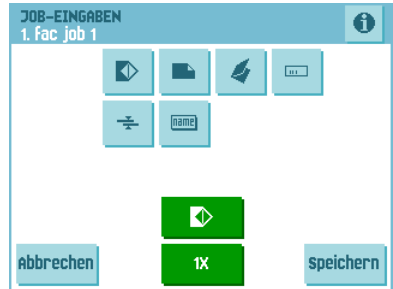 JOB-EINGABEN
1. Fac job 1
name
Abbrechen
1X
Speichern